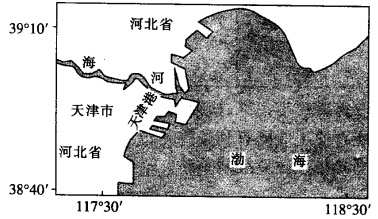 河北省
39°10′
海 河
天津市
天津港
河北省
渤 海
38°40′
117°30′ 118°30′